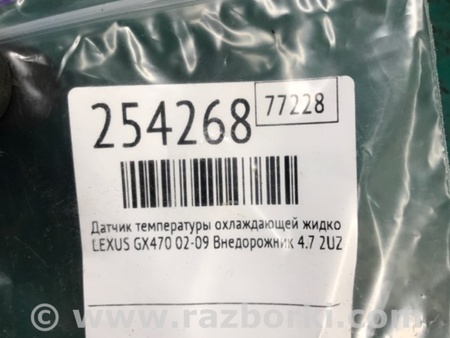 254268
77228
Датчик температуры охлаждающей жидко
LEXUS GX470 02-09 Внедорожник 4.7 2UZ
www.razborki.com